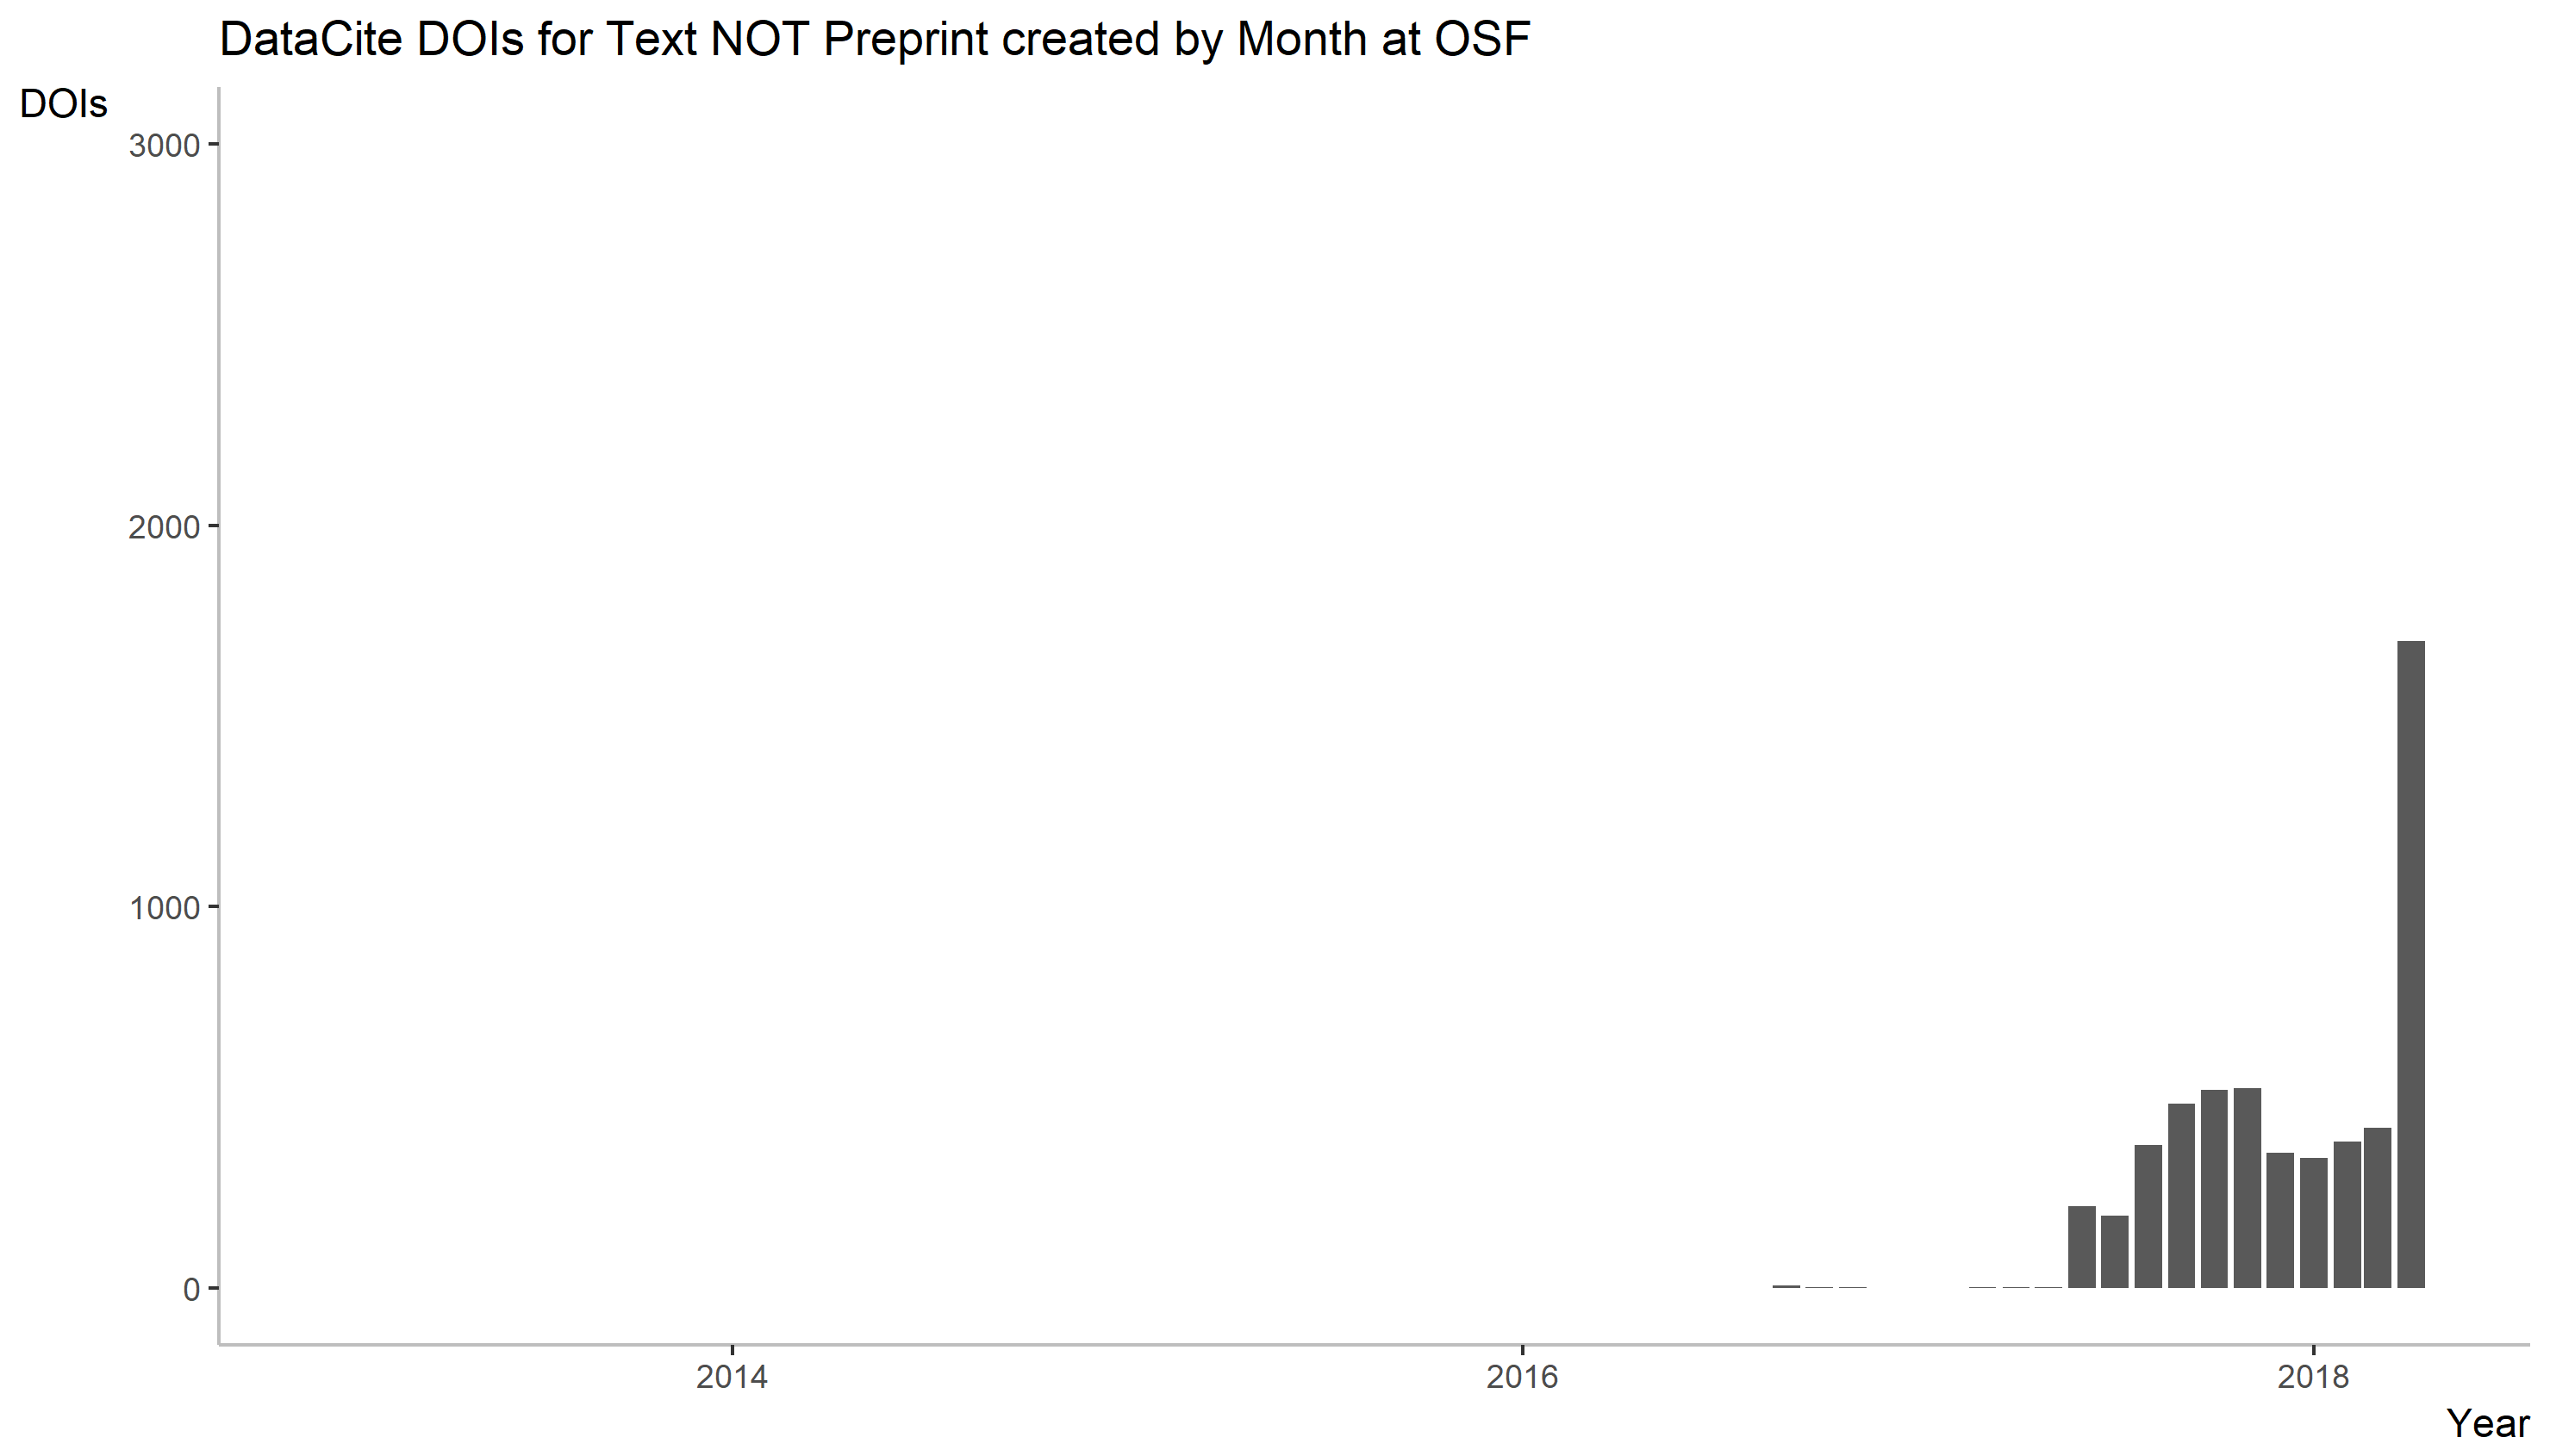 DataCite DOIs for Text NOT Preprint created by Month at OSF
DOIs
3000
2000
1000
0
2014 2016 2018
Year